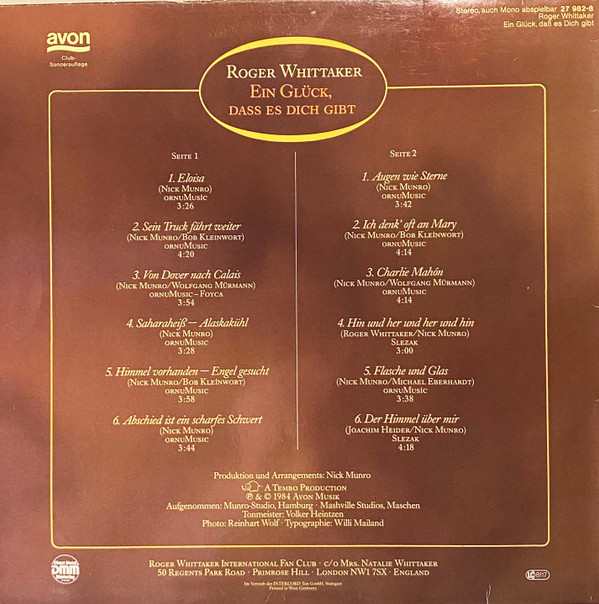 avon
Club-
Sonderauflage
Stereo, auch Mono abspielbar 27 982-8
Roger Whittaker
Ein Glück, daß es Dich gibt
ROGER WHITTAKER
EIN GLÜCK,
DASS ES DICH GIBT
SEITE 1
1. Eloisa
(NICK MUNRO)
ORNUMUSIC
3:26
2. Sein Truck fährt weiter
(NICK MUNRO/BOB KLEINWORT)
ORNUMUSIC
4:20
3. Von Dover nach Calais
(NICK MUNRO/WOLFGANG MÜRMANN)
ORNUMUSIC – FOYCA
3:54
4. Saharaheiß – Alaskakühl
(NICK MUNRO)
ORNUMUSIC
3:28
5. Himmel vorhanden – Engel gesucht
(NICK MUNRO/BOB KLEINWORT)
ORNUMUSIC
3:58
6. Abschied ist ein scharfes Schwert
(NICK MUNRO)
ORNUMUSIC
3:44
SEITE 2
1. Augen wie Sterne
(NICK MUNRO)
ORNUMUSIC
3:42
2. Ich denk' oft an Mary
(NICK MUNRO/BOB KLEINWORT)
ORNUMUSIC
4:14
3. Charlie Mahòn
(NICK MUNRO/WOLFGANG MÜRMANN)
ORNUMUSIC
4:14
4. Hin und her und her und hin
(ROGER WHITTAKER/NICK MUNRO)
SLEZAK
3:00
5. Flasche und Glas
(NICK MUNRO/MICHAEL EBERHARDT)
ORNUMUSIC
3:38
6. Der Himmel über mir
(JOACHIM HEIDER/NICK MUNRO)
SLEZAK
4:18
Produktion und Arrangements: Nick Munro
A TEMBO PRODUCTION
℗ & © 1984 AVON MUSIK
Aufgenommen: Munro-Studio, Hamburg · Mashville Studios, Maschen
Tonmeister: Volker Heintzen
Photo: Reinhart Wolf · Typographie: Willi Mailand
DMM
ROGER WHITTAKER INTERNATIONAL FAN CLUB · C/O MRS. NATALIE WHITTAKER
50 REGENTS PARK ROAD · PRIMROSE HILL · LONDON NW1 7SX · ENGLAND
Im Vertrieb der INTERCORD Ton GmbH, Stuttgart
Printed in West Germany
LC 8117